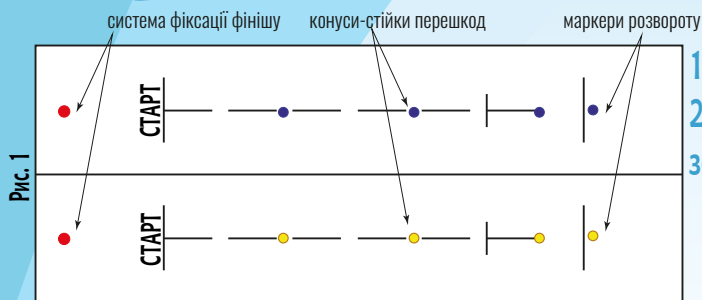 система фіксації фінішу
конуси-стійки перешкод
маркери розвороту
1
СТАРТ
2
3
Рис. 1
СТАРТ